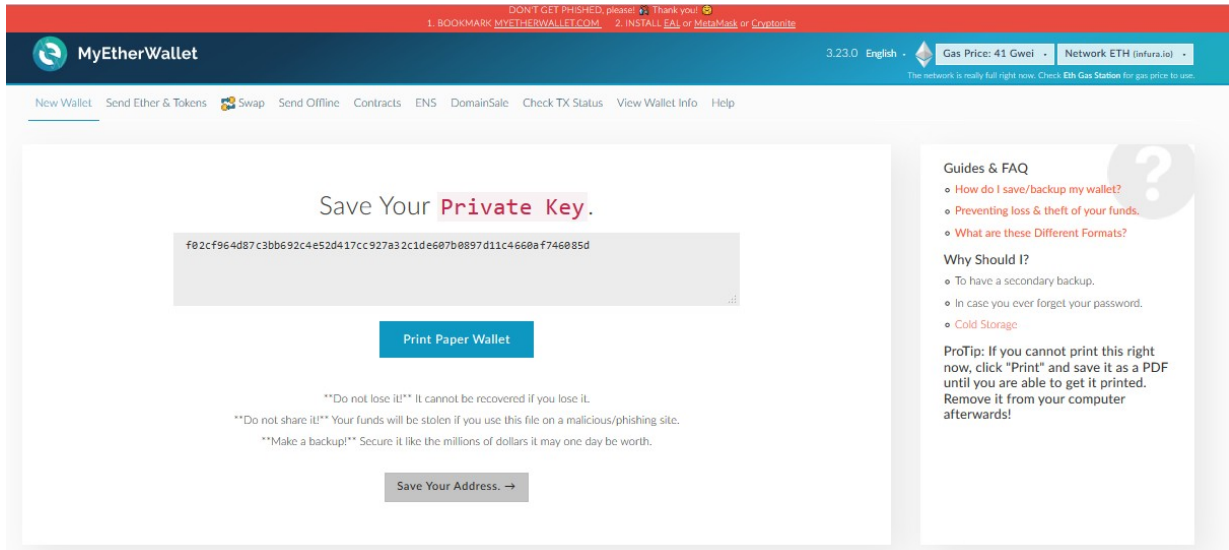 DON'T GET PHISHED, please! Thank you!
1. BOOKMARK MYETHERWALLET.COM 2. INSTALL EAL or MetaMask or Cryptonite
MyEtherWallet
3.23.0 English
Gas Price: 41 Gwei
Network ETH (infura.io)
The network is really full right now. Check Eth Gas Station for gas price to use.
New Wallet Send Ether & Tokens Swap Send Offline Contracts ENS DomainSale Check TX Status View Wallet Info Help
Save Your Private Key.
f02cf964d87c3bb692c4e52d417cc927a32c1de607b0897d11c4660af746085d
Print Paper Wallet
**Do not lose it!** It cannot be recovered if you lose it.
**Do not share it!** Your funds will be stolen if you use this file on a malicious/phishing site.
**Make a backup!** Secure it like the millions of dollars it may one day be worth.
Save Your Address. →
?
Guides & FAQ
How do I save/backup my wallet?
Preventing loss & theft of your funds.
What are these Different Formats?
Why Should I?
To have a secondary backup.
In case you ever forget your password.
Cold Storage
ProTip: If you cannot print this right
now, click "Print" and save it as a PDF
until you are able to get it printed.
Remove it from your computer
afterwards!